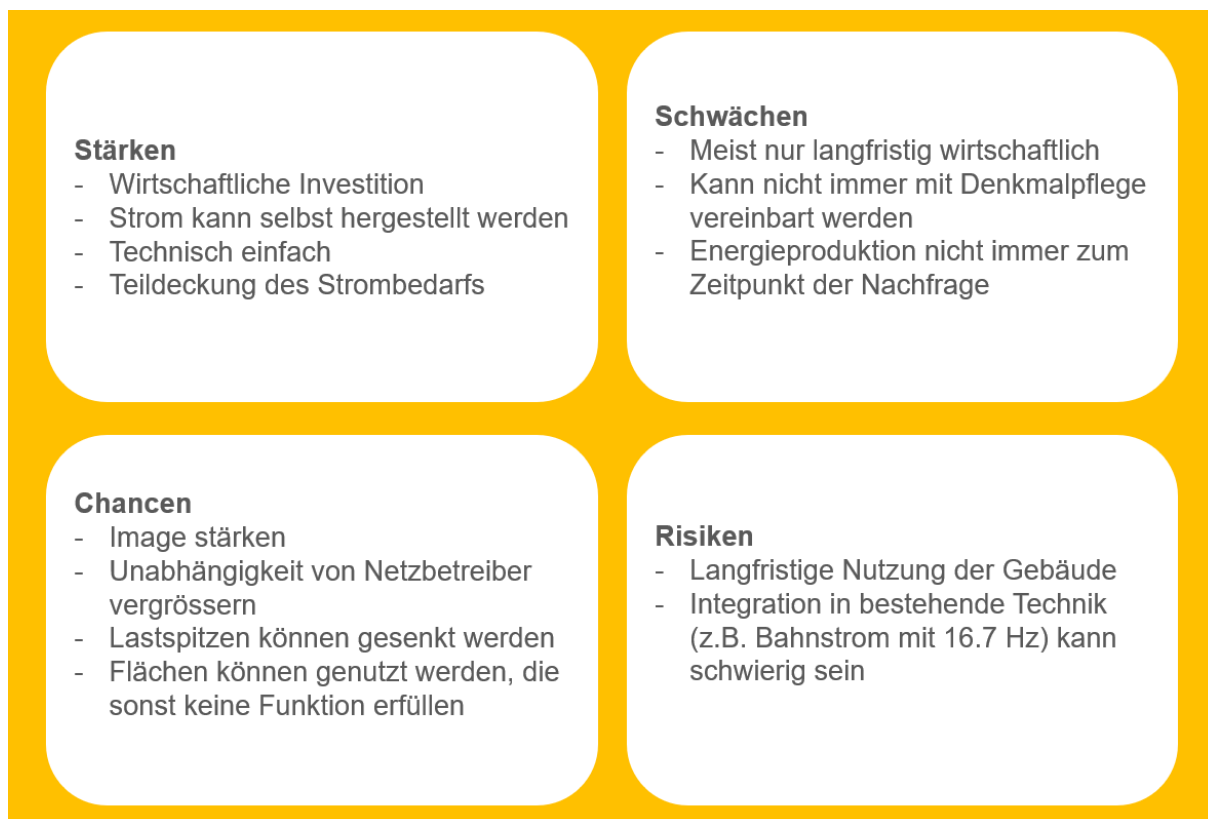 Stärken
- Wirtschaftliche Investition
- Strom kann selbst hergestellt werden
- Technisch einfach
- Teildeckung des Strombedarfs
Schwächen
- Meist nur langfristig wirtschaftlich
- Kann nicht immer mit Denkmalpflege
vereinbart werden
- Energieproduktion nicht immer zum
Zeitpunkt der Nachfrage
Chancen
- Image stärken
- Unabhängigkeit von Netzbetreiber
vergrössern
- Lastspitzen können gesenkt werden
- Flächen können genutzt werden, die
sonst keine Funktion erfüllen
Risiken
- Langfristige Nutzung der Gebäude
- Integration in bestehende Technik
(z.B. Bahnstrom mit 16.7 Hz) kann
schwierig sein